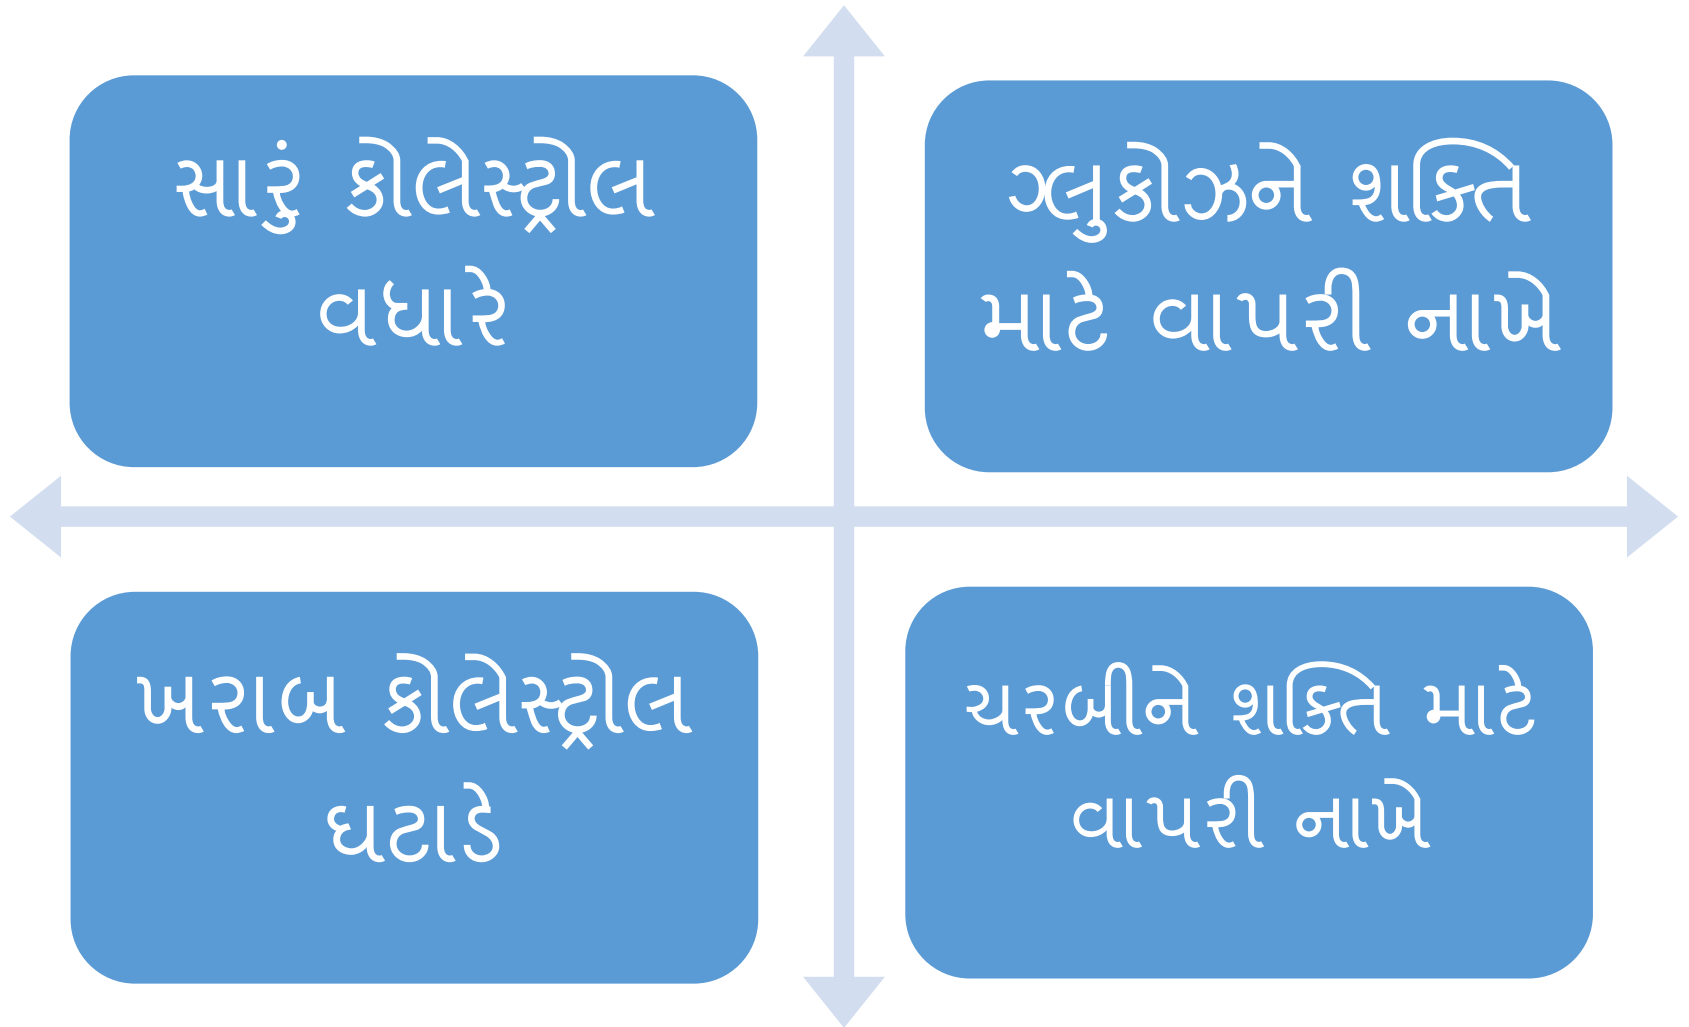 સારું કોલેસ્ટ્રોલ
વધારે
ગ્લુકોઝને શક્તિ
માટે વાપરી નાખે
ખરાબ કોલેસ્ટ્રોલ
ઘટાડે
ચરબીને શક્તિ માટે
વાપરી નાખે